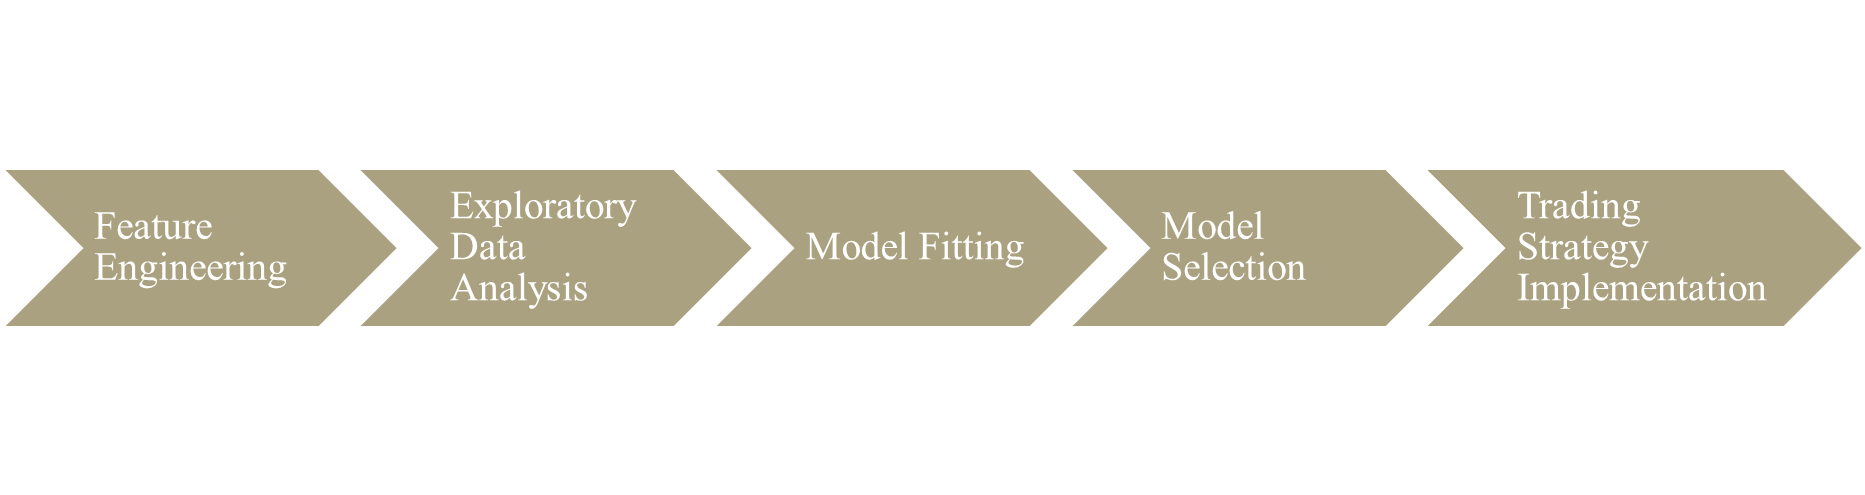 Feature
Engineering
Exploratory
Data
Analysis
Model Fitting
Model
Selection
Trading
Strategy
Implementation